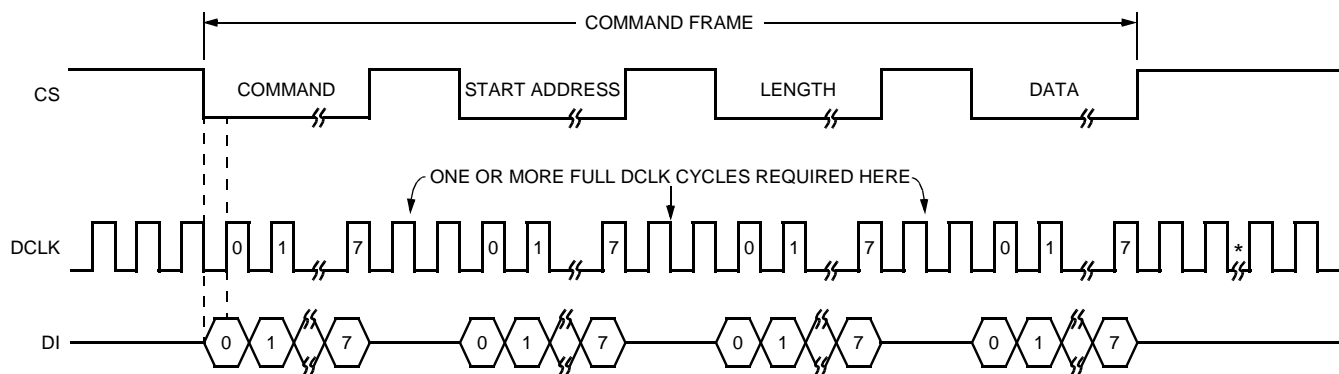 COMMAND FRAME
CS
COMMAND
START ADDRESS
LENGTH
DATA
ONE OR MORE FULL DCLK CYCLES REQUIRED HERE
DCLK
0 1 7 0 1 7 0 1 7 0 1 7 *
DI
0 1 7 0 1 7 0 1 7 0 1 7